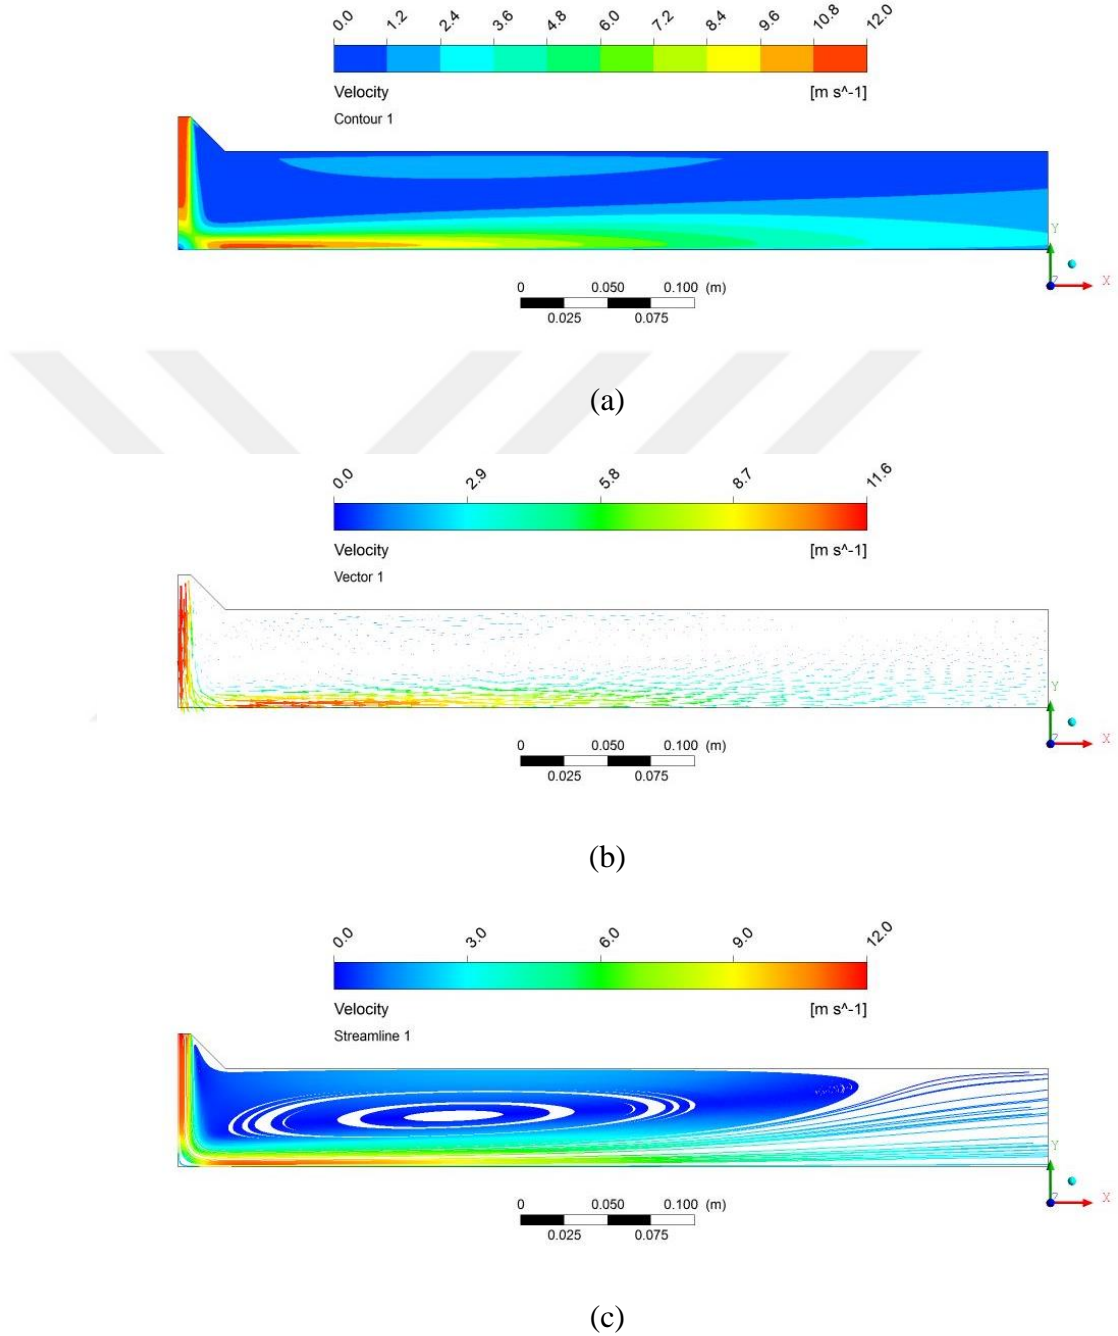 0.0 1.2 2.4 3.6 4.8 6.0 7.2 8.4 9.6 10.8 12.0
Velocity [m s^-1]
Contour 1
Y
Z X
0 0.050 0.100 (m)
0.025 0.075
(a)
0.0 2.9 5.8 8.7 11.6
Velocity [m s^-1]
Vector 1
Y
Z X
0 0.050 0.100 (m)
0.025 0.075
(b)
0.0 3.0 6.0 9.0 12.0
Velocity [m s^-1]
Streamline 1
Y
Z X
0 0.050 0.100 (m)
0.025 0.075
(c)